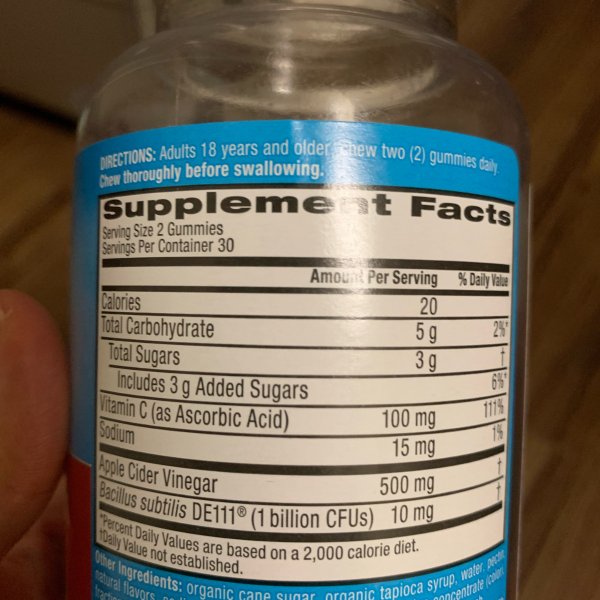 DIRECTIONS: Adults 18 years and older, chew two (2) gummies daily.
Chew thoroughly before swallowing.
Supplement Facts
Serving Size 2 Gummies
Servings Per Container 30
Amount Per Serving % Daily Value
Calories 20
Total Carbohydrate 5 g 2%*
Total Sugars 3 g †
Includes 3 g Added Sugars 6%*
Vitamin C (as Ascorbic Acid) 100 mg 111%
Sodium 15 mg 1%
Apple Cider Vinegar 500 mg †
Bacillus subtilis DE111® (1 billion CFUs) 10 mg †
*Percent Daily Values are based on a 2,000 calorie diet.
†Daily Value not established.
Other Ingredients: organic cane sugar, organic tapioca syrup, water, pectin,
natural flavors, concentrate (color),